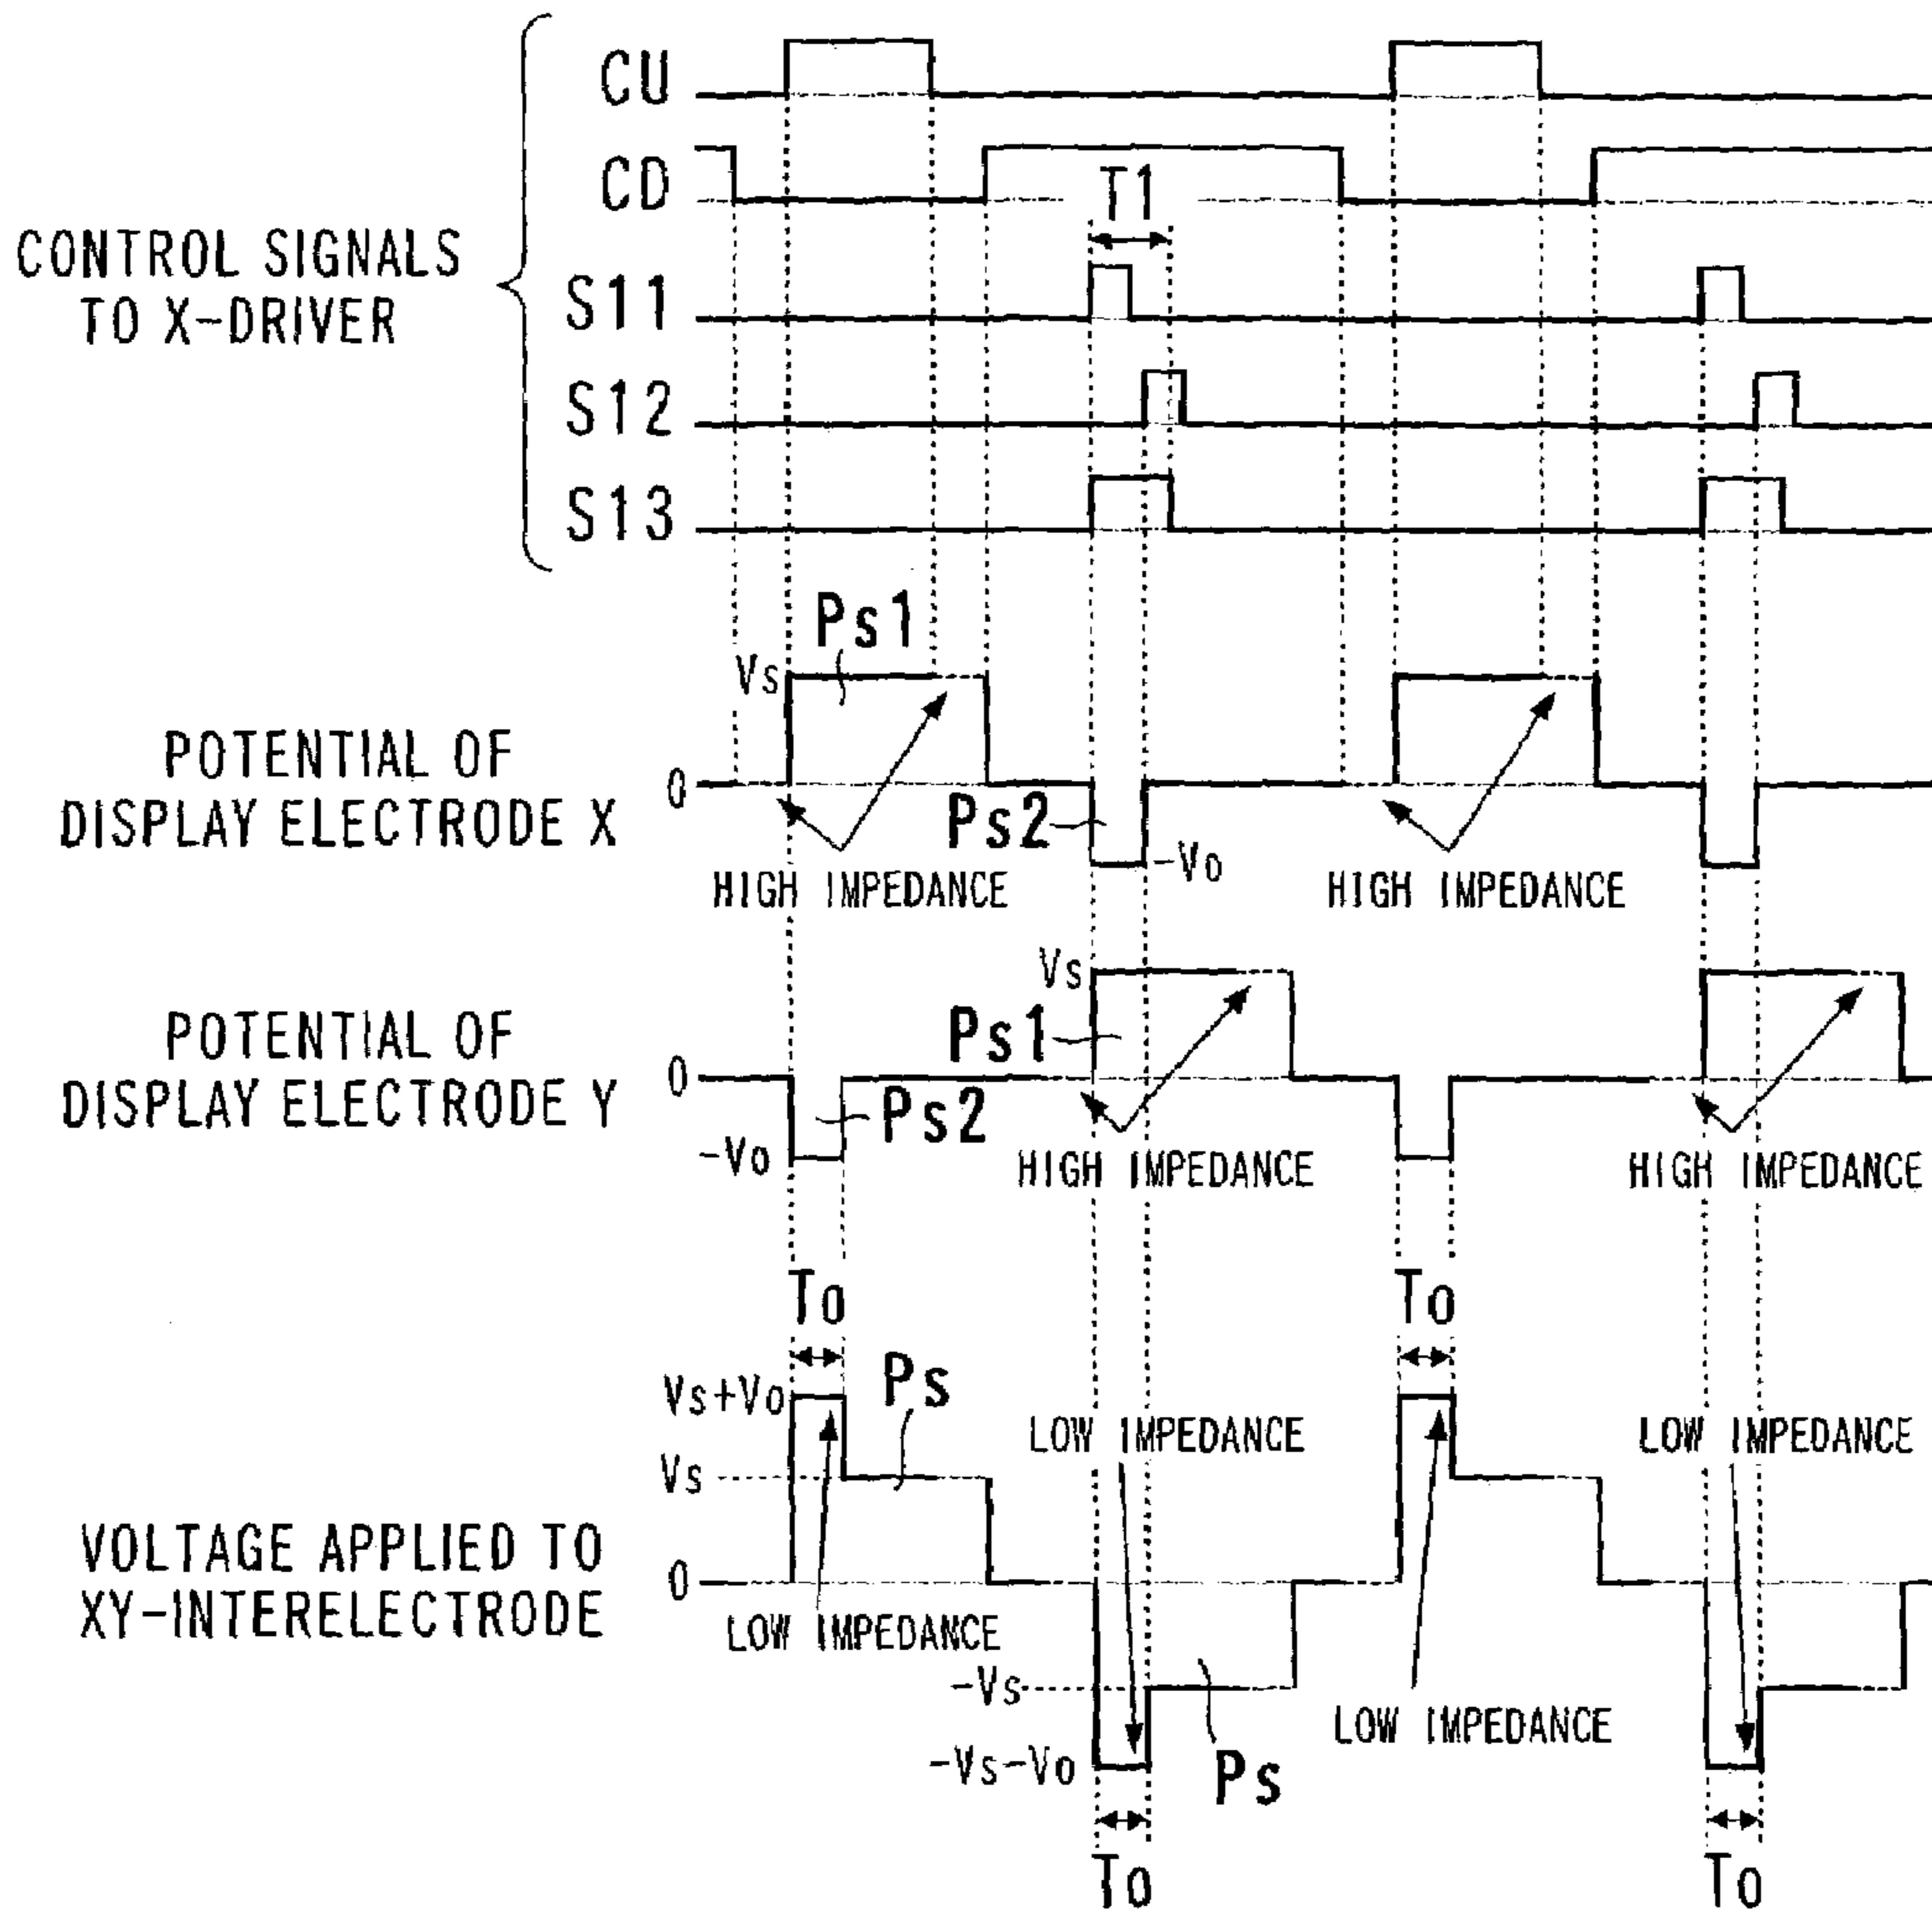 CU
CD
T1
CONTROL SIGNALS
TO X-DRIVER
S11
S12
S13
Ps1
Vs
POTENTIAL OF
DISPLAY ELECTRODE X
0
Ps2
-Vo
HIGH IMPEDANCE
HIGH IMPEDANCE
Vs
POTENTIAL OF
DISPLAY ELECTRODE Y
Ps1
0
Ps2
-Vo
HIGH IMPEDANCE
HIGH IMPEDANCE
To
To
Vs+Vo
Ps
LOW IMPEDANCE
LOW IMPEDANCE
Vs
VOLTAGE APPLIED TO
XY-INTERELECTRODE
0
LOW IMPEDANCE
-Vs
LOW IMPEDANCE
-Vs-Vo
Ps
To
To